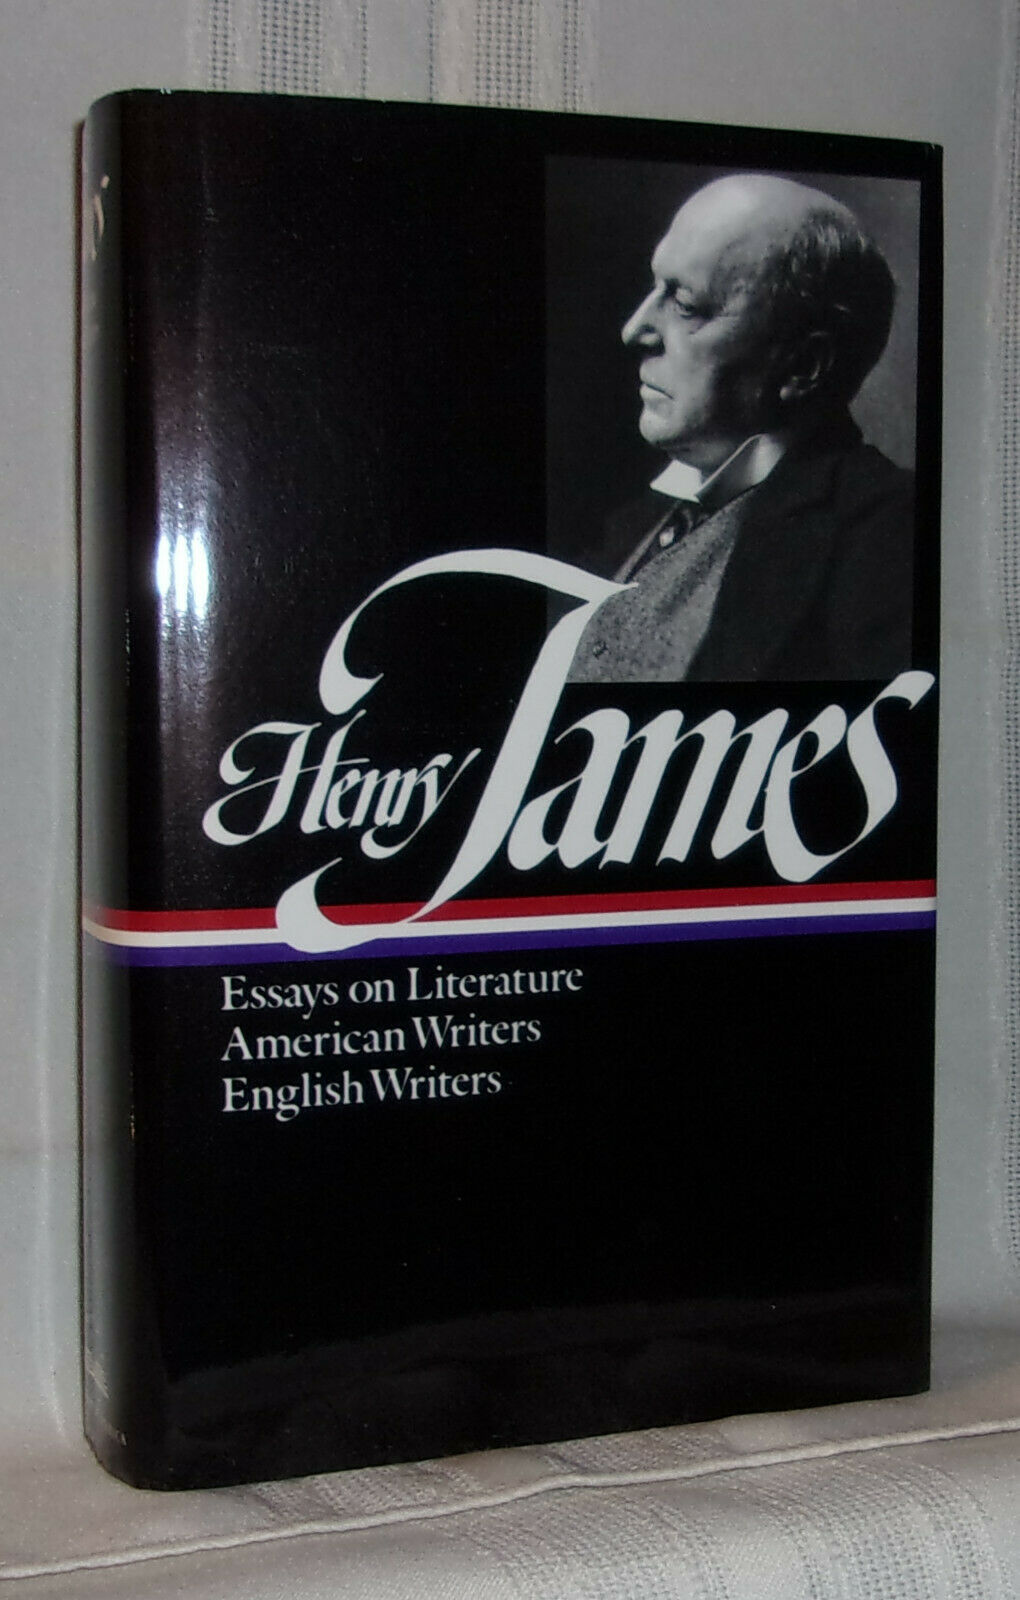 Henry James
Essays on Literature
American Writers
English Writers